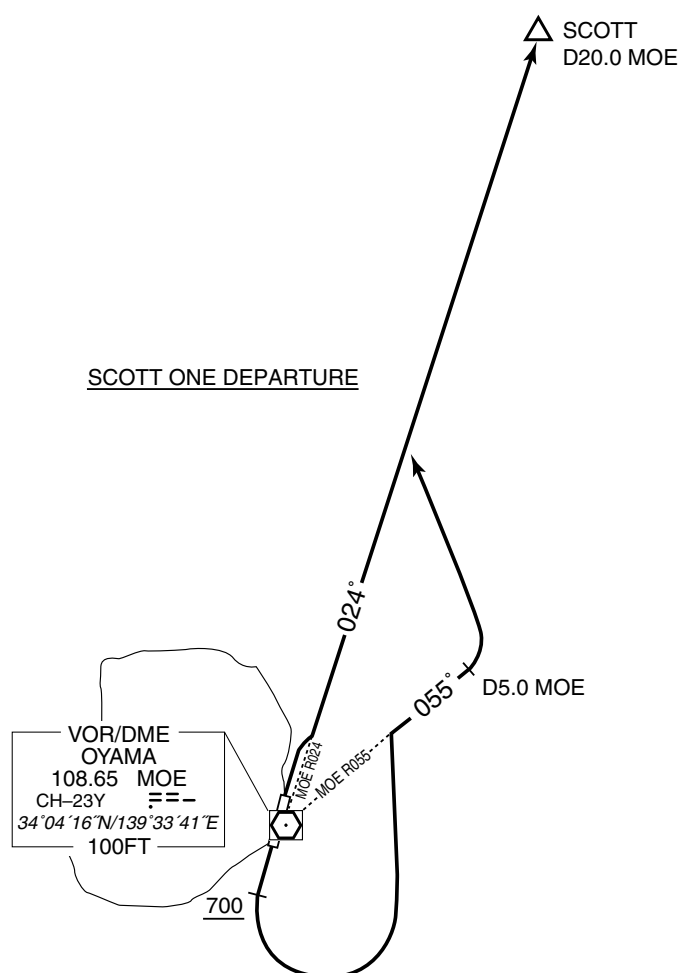 SCOTT
D20.0 MOE
SCOTT ONE DEPARTURE
024°
055°
D5.0 MOE
MOE R024
MOE R055
VOR/DME
OYAMA
108.65 MOE
CH–23Y
34°04´16˝N/139°33´41˝E
100FT
700